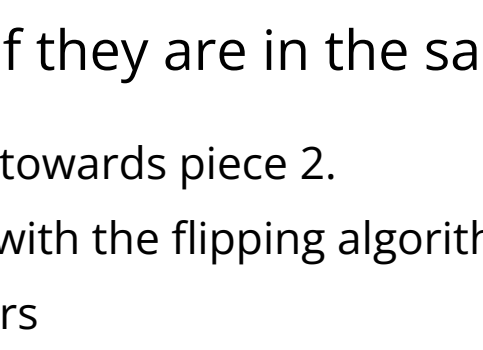 f they are in the sa
towards piece 2.
with the flipping algorith
rs